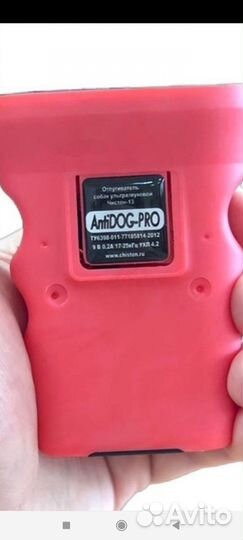 Отпугиватель
собак ультразвуковой
Чистон-13
AntiDOG-PRO
ТУ6398-011-77105814-2012
9 В 0,2А 17-25кГц УХЛ 4.2
www.chiston.ru
Avito